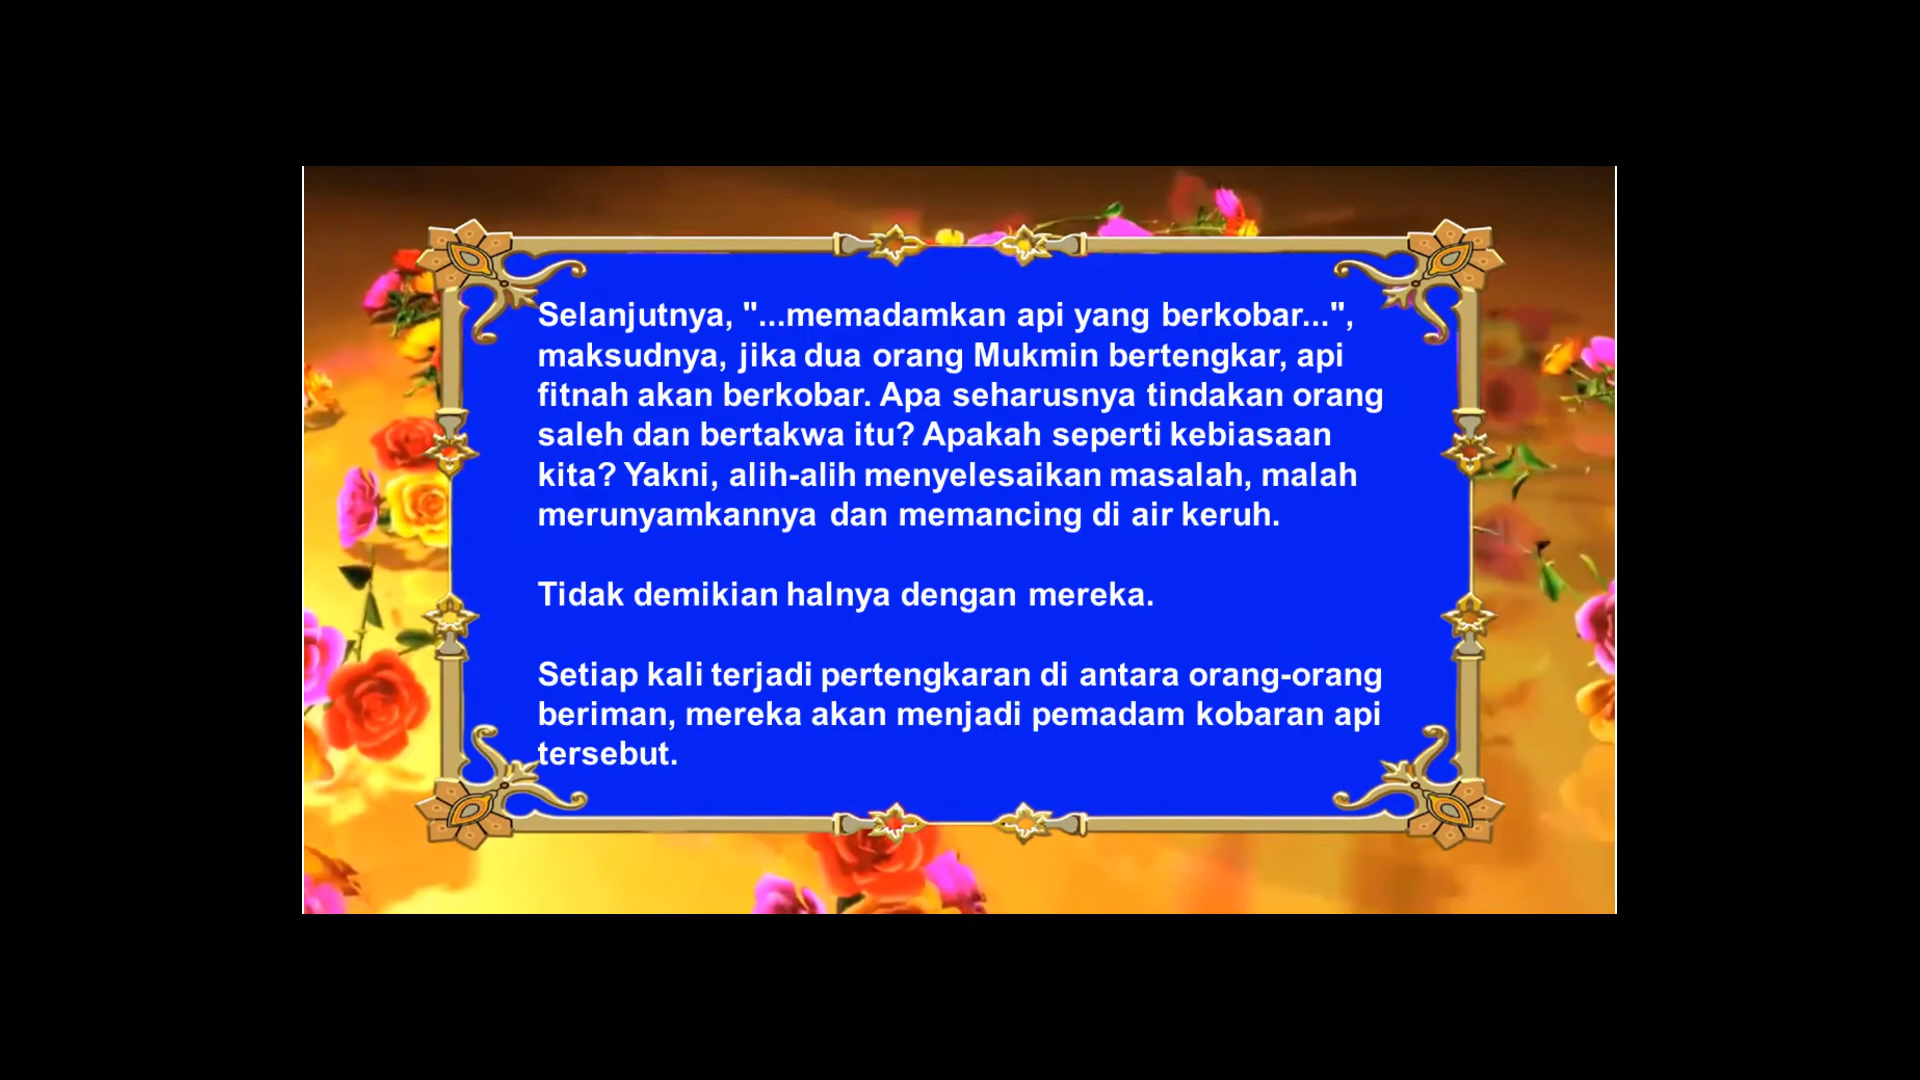 Selanjutnya, "...memadamkan api yang berkobar...",
maksudnya, jika dua orang Mukmin bertengkar, api
fitnah akan berkobar. Apa seharusnya tindakan orang
saleh dan bertakwa itu? Apakah seperti kebiasaan
kita? Yakni, alih-alih menyelesaikan masalah, malah
merunyamkannya dan memancing di air keruh.
Tidak demikian halnya dengan mereka.
Setiap kali terjadi pertengkaran di antara orang-orang
beriman, mereka akan menjadi pemadam kobaran api
tersebut.